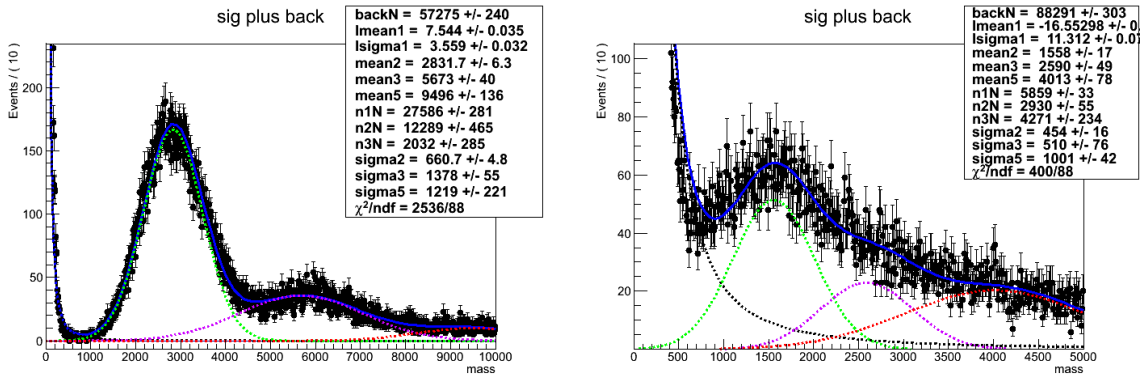 sig plus back
backN = 57275 +/- 240
lmean1 = 7.544 +/- 0.035
lsigma1 = 3.559 +/- 0.032
mean2 = 2831.7 +/- 6.3
mean3 = 5673 +/- 40
mean5 = 9496 +/- 136
n1N = 27586 +/- 281
n2N = 12289 +/- 465
n3N = 2032 +/- 285
sigma2 = 660.7 +/- 4.8
sigma3 = 1378 +/- 55
sigma5 = 1219 +/- 221
χ²/ndf = 2536/88
Events / ( 10 )
200
150
100
50
0
0 1000 2000 3000 4000 5000 6000 7000 8000 9000 10000
mass
sig plus back
backN = 88291 +/- 303
lmean1 = -16.55298 +/- 0.
lsigma1 = 11.312 +/- 0.0
mean2 = 1558 +/- 17
mean3 = 2590 +/- 49
mean5 = 4013 +/- 78
n1N = 5859 +/- 33
n2N = 2930 +/- 55
n3N = 4271 +/- 234
sigma2 = 454 +/- 16
sigma3 = 510 +/- 76
sigma5 = 1001 +/- 42
χ²/ndf = 400/88
Events / ( 10 )
100
80
60
40
20
0 500 1000 1500 2000 2500 3000 3500 4000 4500 5000
mass